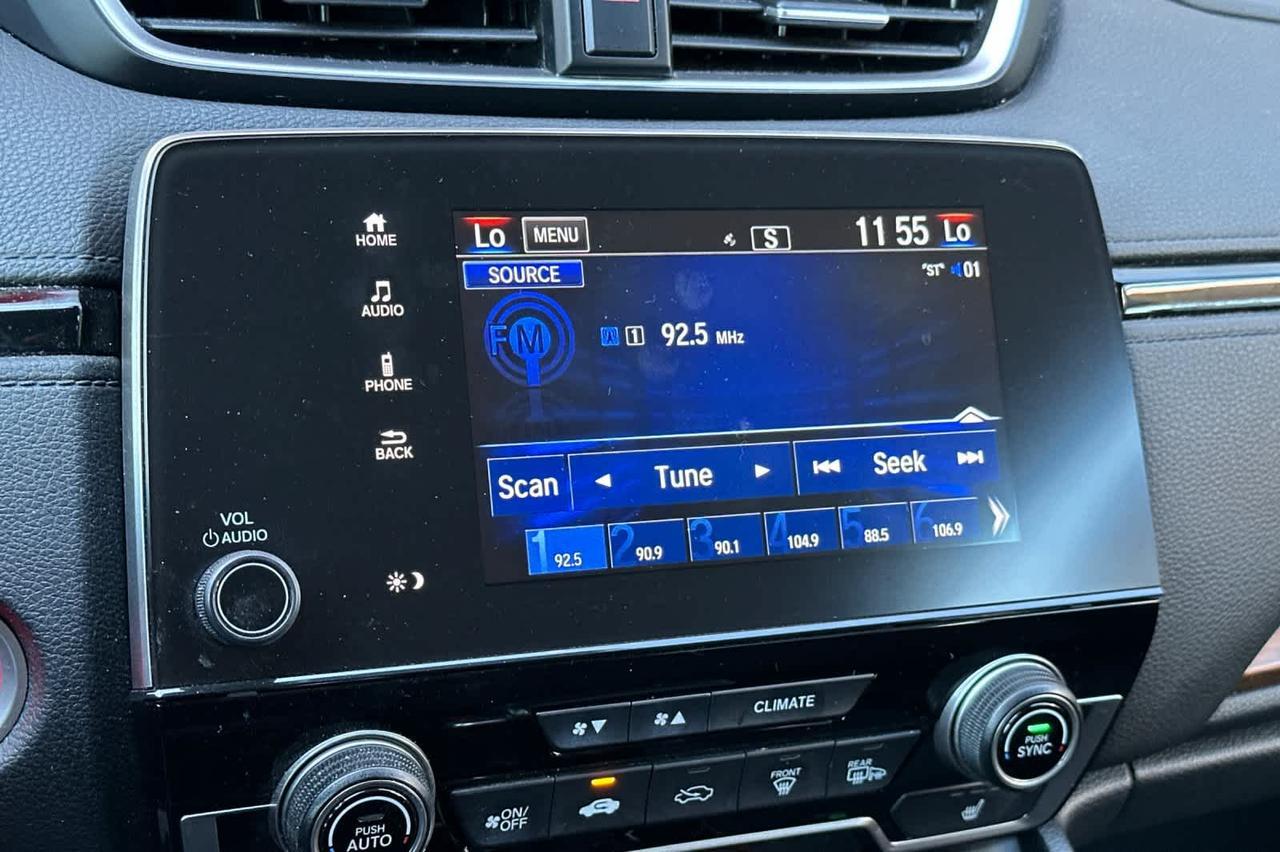 Lo MENU S 11 55 Lo
SOURCE "ST" 01
FM 1 92.5 MHz
HOME
AUDIO
PHONE
BACK
Scan Tune Seek
1 92.5 2 90.9 3 90.1 4 104.9 5 88.5 6 106.9
VOL
AUDIO
CLIMATE
ON/
OFF
FRONT
REAR
PUSH
AUTO
PUSH
SYNC